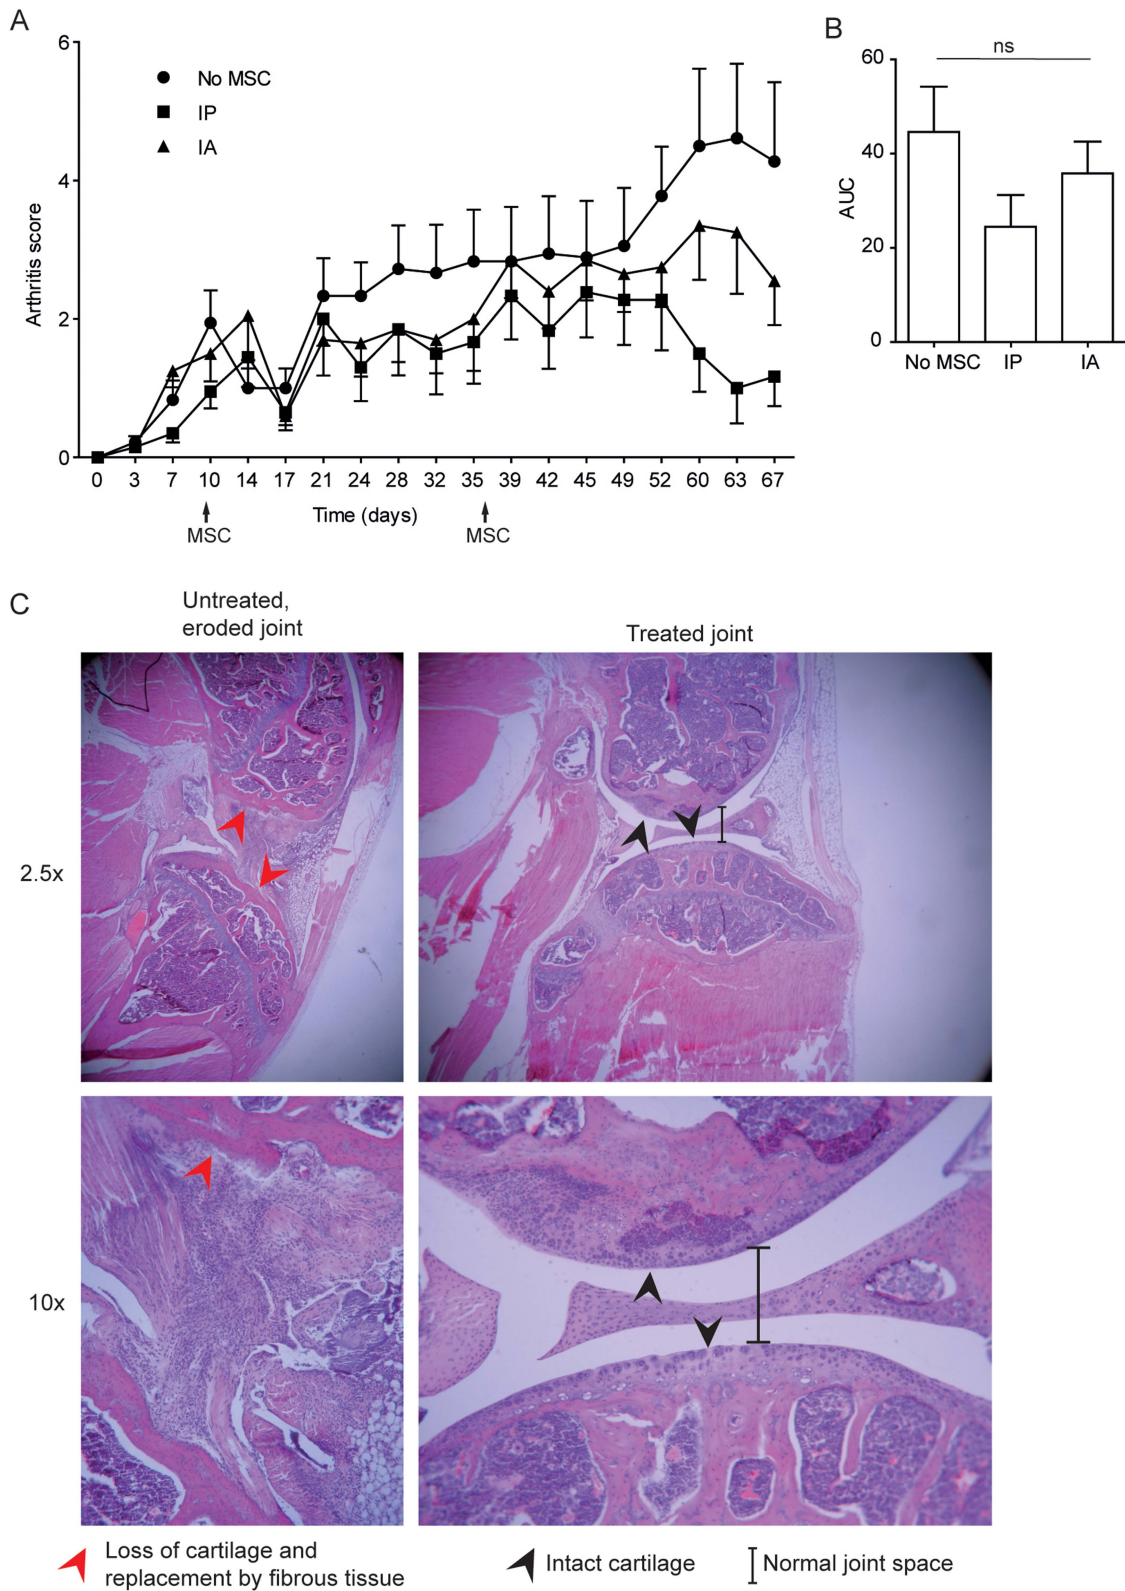 A
6
4
2
0
Arthritis score
No MSC
IP
IA
0 3 7 10 14 17 21 24 28 32 35 39 42 45 49 52 60 63 67
Time (days)
MSC
MSC
B
60
40
20
0
AUC
ns
No MSC IP IA
C
Untreated,
eroded joint
Treated joint
2.5x
10x
Loss of cartilage and
replacement by fibrous tissue
Intact cartilage
Normal joint space